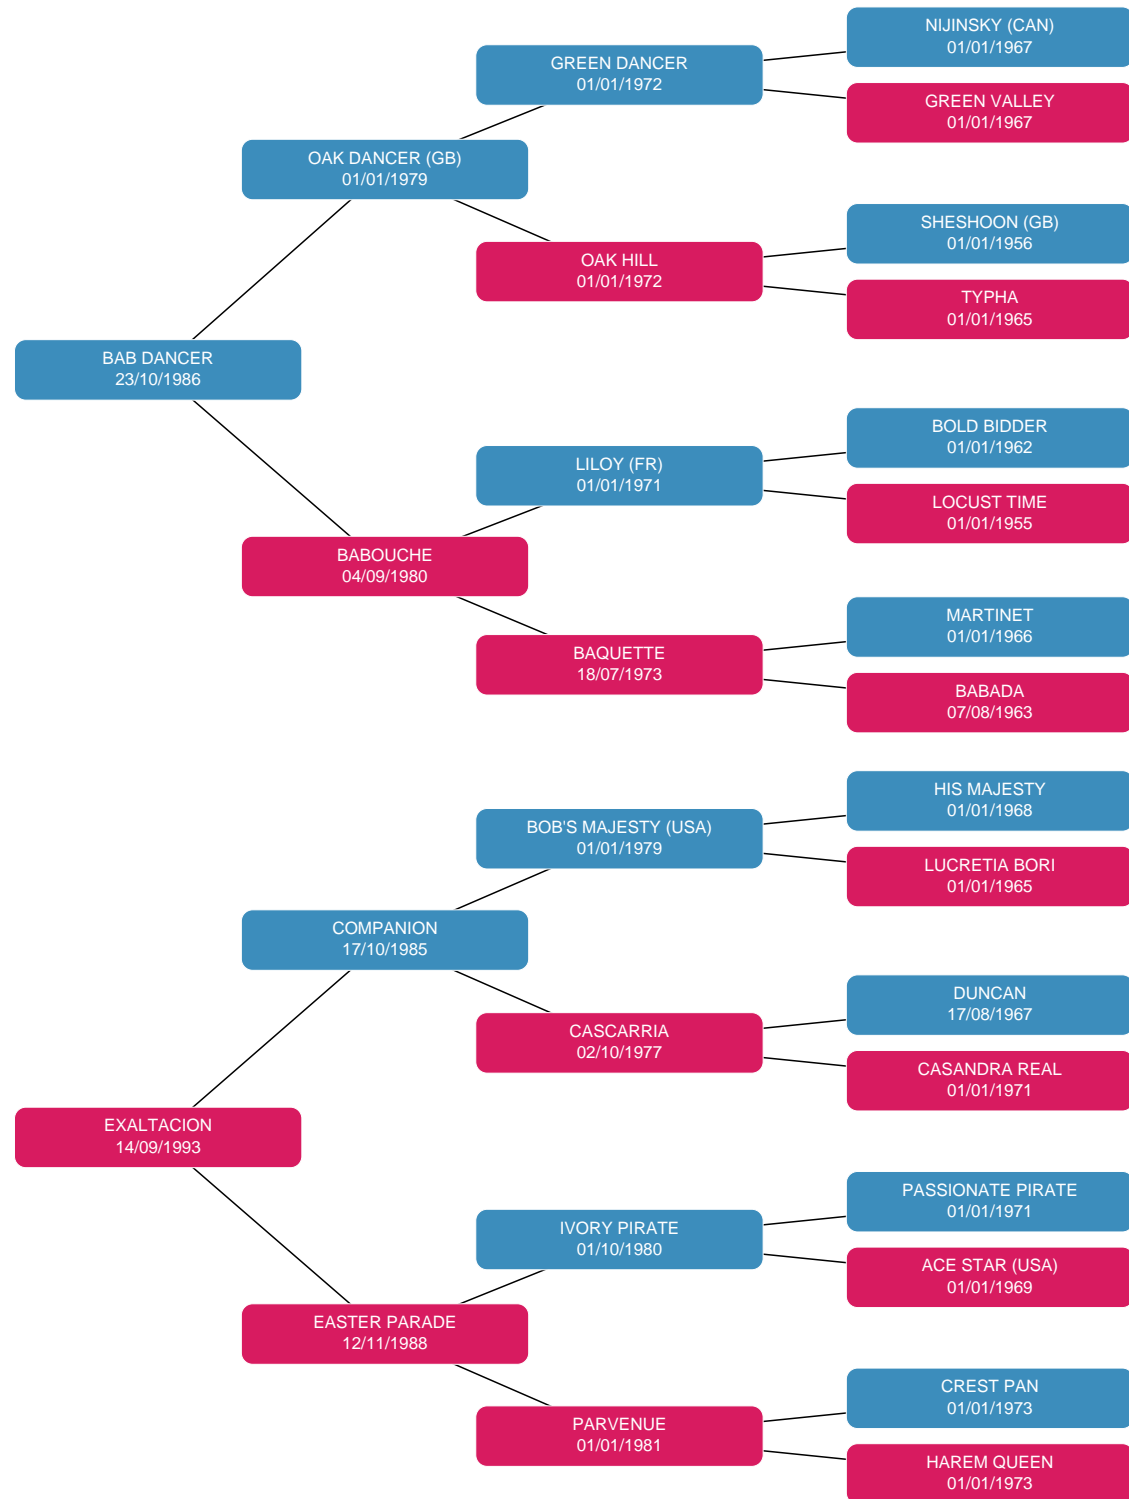 NIJINSKY (CAN)
01/01/1967
GREEN DANCER
01/01/1972
GREEN VALLEY
01/01/1967
OAK DANCER (GB)
01/01/1979
SHESHOON (GB)
01/01/1956
OAK HILL
01/01/1972
TYPHA
01/01/1965
BAB DANCER
23/10/1986
BOLD BIDDER
01/01/1962
LILOY (FR)
01/01/1971
LOCUST TIME
01/01/1955
BABOUCHE
04/09/1980
MARTINET
01/01/1966
BAQUETTE
18/07/1973
BABADA
07/08/1963
HIS MAJESTY
01/01/1968
BOB'S MAJESTY (USA)
01/01/1979
LUCRETIA BORI
01/01/1965
COMPANION
17/10/1985
DUNCAN
17/08/1967
CASCARRIA
02/10/1977
CASANDRA REAL
01/01/1971
EXALTACION
14/09/1993
PASSIONATE PIRATE
01/01/1971
IVORY PIRATE
01/10/1980
ACE STAR (USA)
01/01/1969
EASTER PARADE
12/11/1988
CREST PAN
01/01/1973
PARVENUE
01/01/1981
HAREM QUEEN
01/01/1973